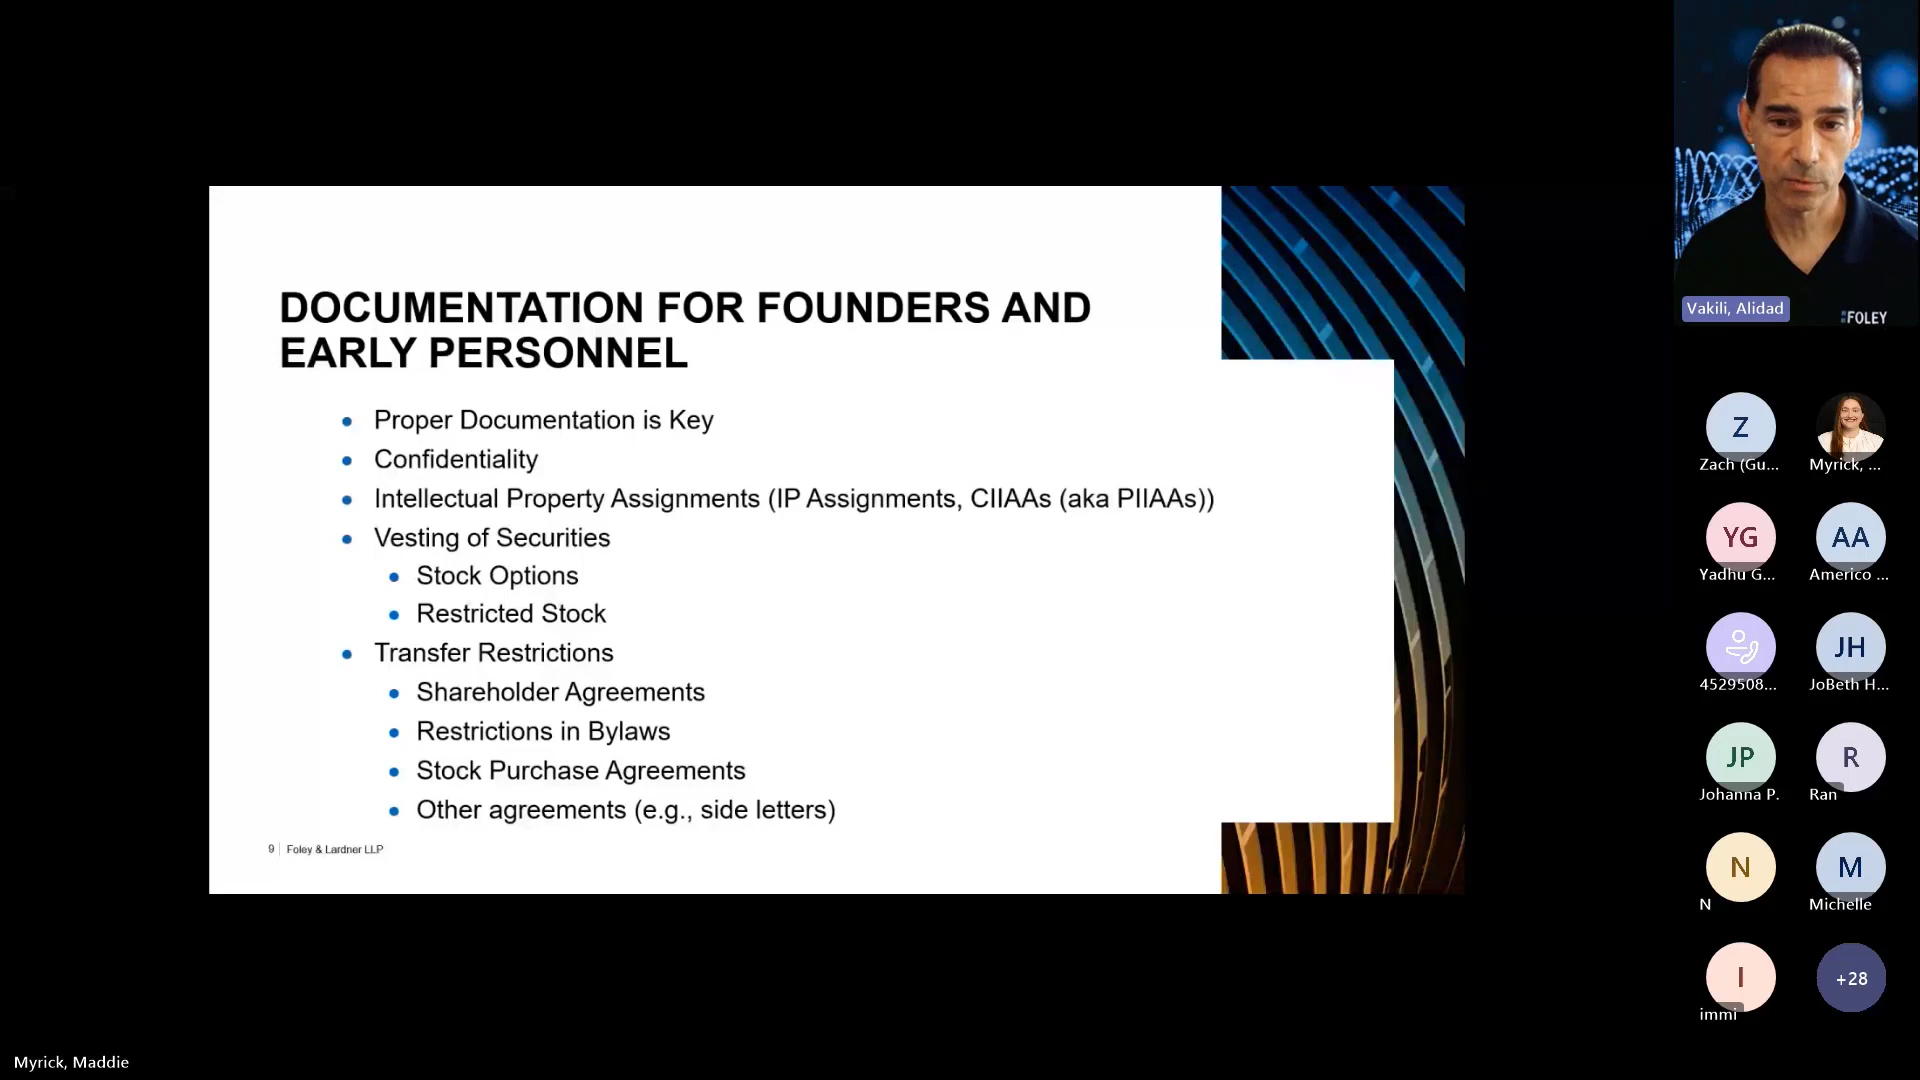 DOCUMENTATION FOR FOUNDERS AND
EARLY PERSONNEL
Proper Documentation is Key
Confidentiality
Intellectual Property Assignments (IP Assignments, CIIAAs (aka PIIAAs))
Vesting of Securities
Stock Options
Restricted Stock
Transfer Restrictions
Shareholder Agreements
Restrictions in Bylaws
Stock Purchase Agreements
Other agreements (e.g., side letters)
9 Foley & Lardner LLP
Vakili, Alidad
FOLEY
Z
Zach (Gu...
Myrick, ...
YG
Yadhu G...
AA
Americo ...
4529508...
JH
JoBeth H...
JP
Johanna P.
R
Ran
N
N
M
Michelle
I
immi
+28
Myrick, Maddie